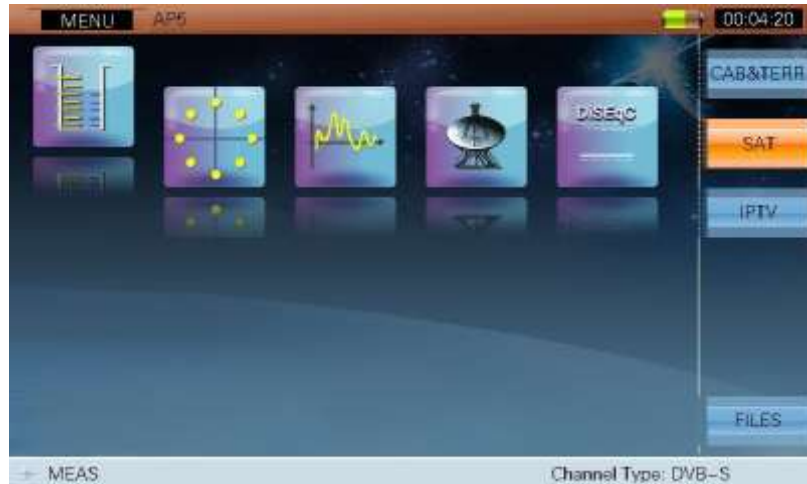 MENU AP5 00:04:20
CAB&TERR
DiSEqC
SAT
IPTV
FILES
MEAS Channel Type: DVB-S